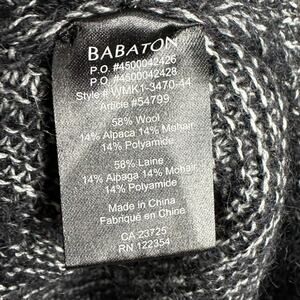 BABATON
P.O. #4500042426
P.O. #4500042428
Style # WMK1-3470-44
Article #54799
58% Wool
14% Alpaca 14% Mohair
14% Polyamide
58% Laine
14% Alpaga 14% Mohair
14% Polyamide
Made in China
Fabriqué en Chine
CA 23725
RN 122354